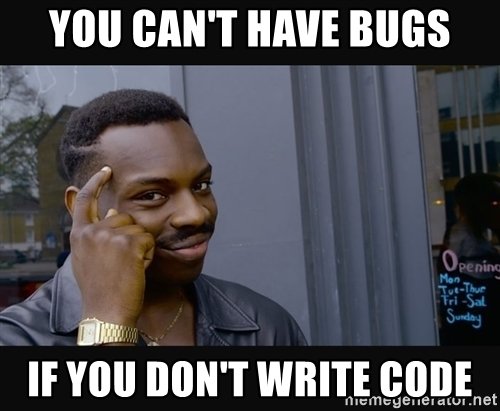 YOU CAN'T HAVE BUGS
Opening
Mon
Tue-Thur
Fri-Sat
Sunday
IF YOU DON'T WRITE CODE
memegenerator.net